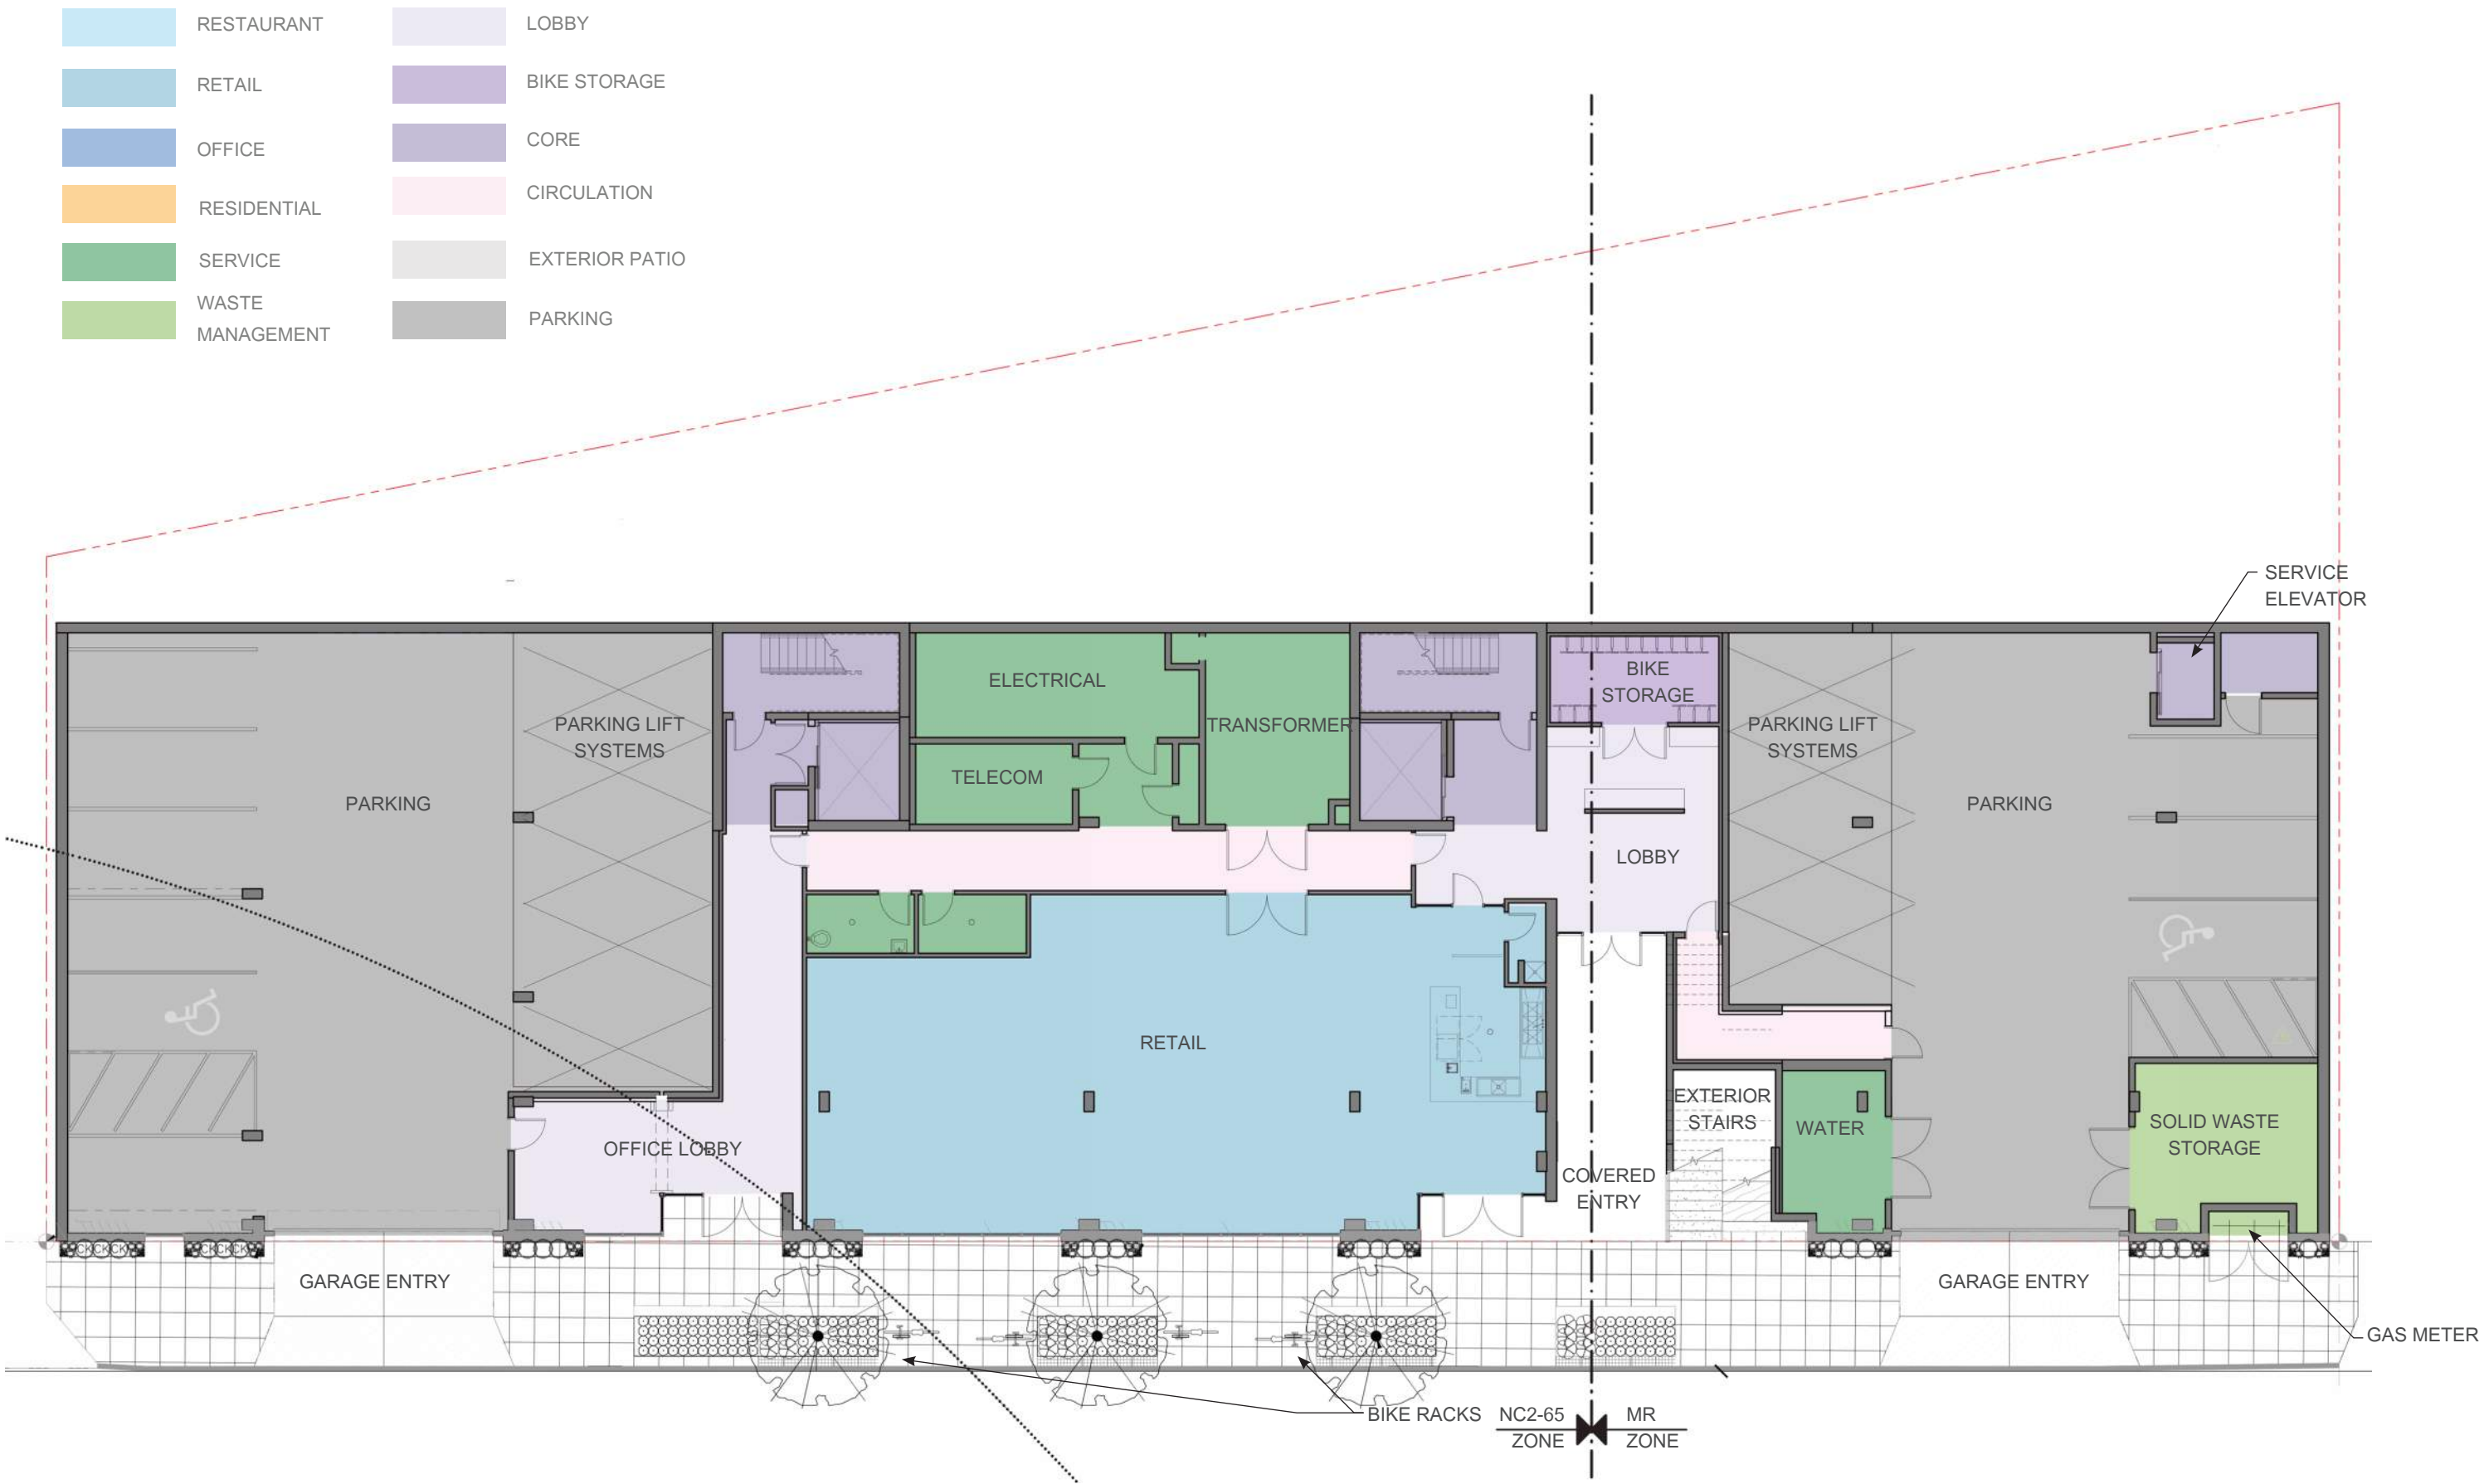 RESTAURANT
LOBBY
RETAIL
BIKE STORAGE
OFFICE
CORE
RESIDENTIAL
CIRCULATION
SERVICE
EXTERIOR PATIO
WASTE
MANAGEMENT
PARKING
SERVICE
ELEVATOR
ELECTRICAL
BIKE
STORAGE
PARKING LIFT
SYSTEMS
TRANSFORMER
PARKING LIFT
SYSTEMS
TELECOM
PARKING
PARKING
LOBBY
RETAIL
EXTERIOR
STAIRS
WATER
SOLID WASTE
STORAGE
OFFICE LOBBY
COVERED
ENTRY
GARAGE ENTRY
GARAGE ENTRY
GAS METER
BIKE RACKS
NC2-65
ZONE
MR
ZONE